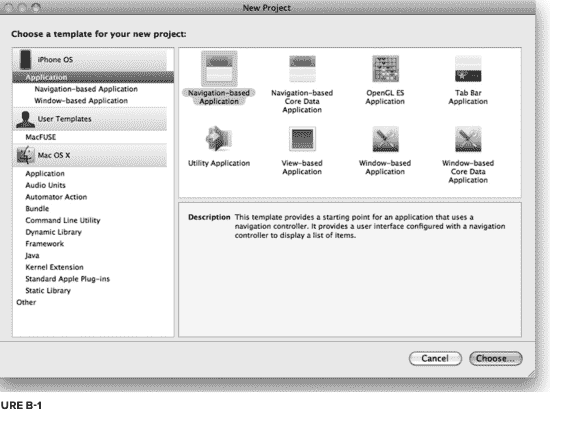 New Project
Choose a template for your new project:
iPhone OS
Application
Navigation-based Application
Window-based Application
User Templates
MacFUSE
Mac OS X
Application
Audio Units
Automator Action
Bundle
Command Line Utility
Dynamic Library
Framework
Java
Kernel Extension
Standard Apple Plug-ins
Static Library
Other
Navigation-based
Application
Navigation-based
Core Data
Application
OpenGL ES
Application
Tab Bar
Application
Utility Application
View-based
Application
Window-based
Application
Window-based
Core Data
Application
Description This template provides a starting point for an application that uses a
navigation controller. It provides a user interface configured with a navigation
controller to display a list of items.
Cancel
Choose...
URE B-1